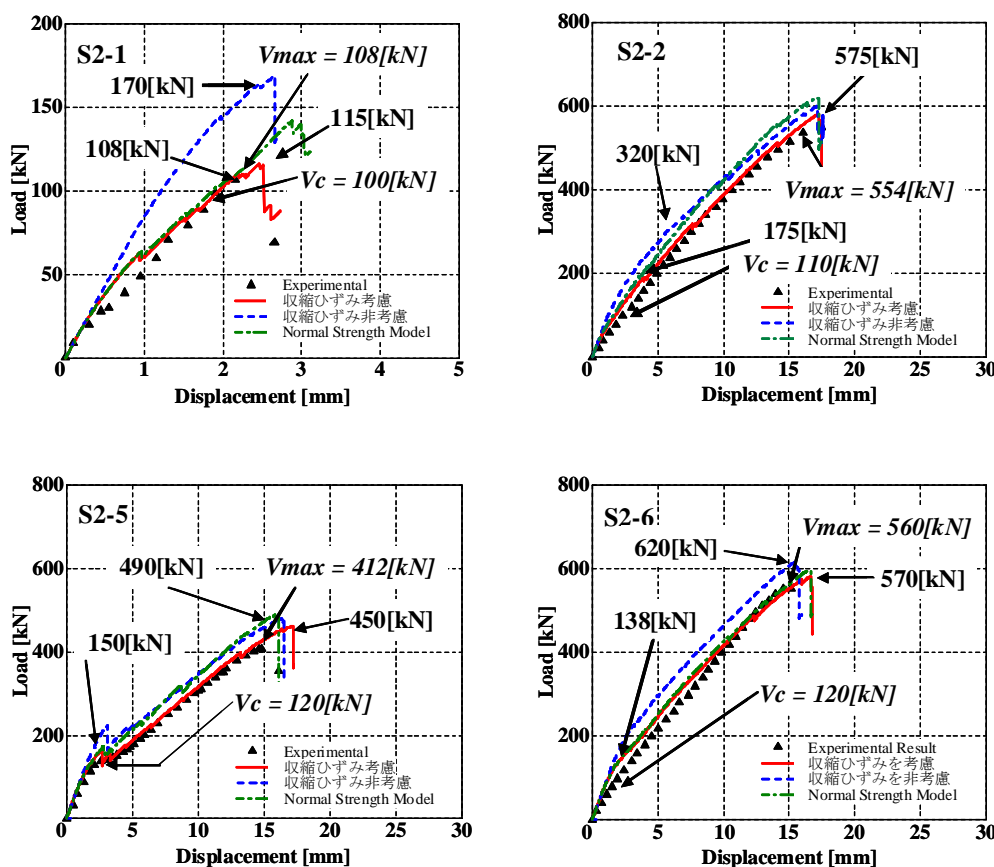 S2-1
Vmax = 108[kN]
170[kN]
115[kN]
108[kN]
Vc = 100[kN]
Load [kN]
200
150
100
50
0
0 1 2 3 4 5
Displacement [mm]
Experimental
収縮ひずみ考慮
収縮ひずみ非考慮
Normal Strength Model
S2-2
575[kN]
320[kN]
Vmax = 554[kN]
175[kN]
Vc = 110[kN]
Load [kN]
800
600
400
200
0
0 5 10 15 20 25 30
Displacement [mm]
Experimental
収縮ひずみ考慮
収縮ひずみ非考慮
Normal Strength Model
S2-5
490[kN]
Vmax = 412[kN]
450[kN]
150[kN]
Vc = 120[kN]
Load [kN]
800
600
400
200
0
0 5 10 15 20 25 30
Displacement [mm]
Experimental
収縮ひずみ考慮
収縮ひずみ非考慮
Normal Strength Model
S2-6
Vmax = 560[kN]
620[kN]
570[kN]
138[kN]
Vc = 120[kN]
Load [kN]
800
600
400
200
0
0 5 10 15 20 25 30
Displacement [mm]
Experimental Result
収縮ひずみを考慮
収縮ひずみを非考慮
Normal Strength Model